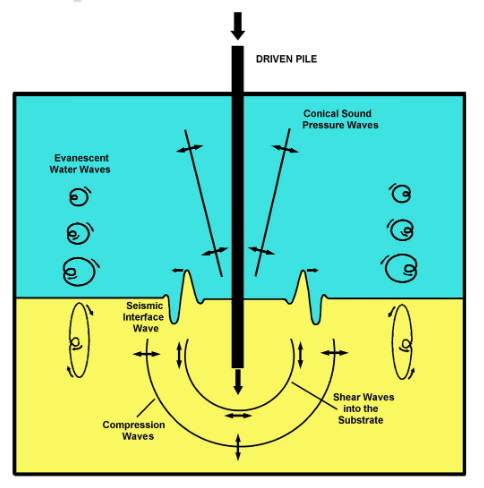 DRIVEN PILE
Conical Sound
Pressure Waves
Evanescent
Water Waves
Seismic
Interface
Wave
Shear Waves
into the
Substrate
Compression
Waves